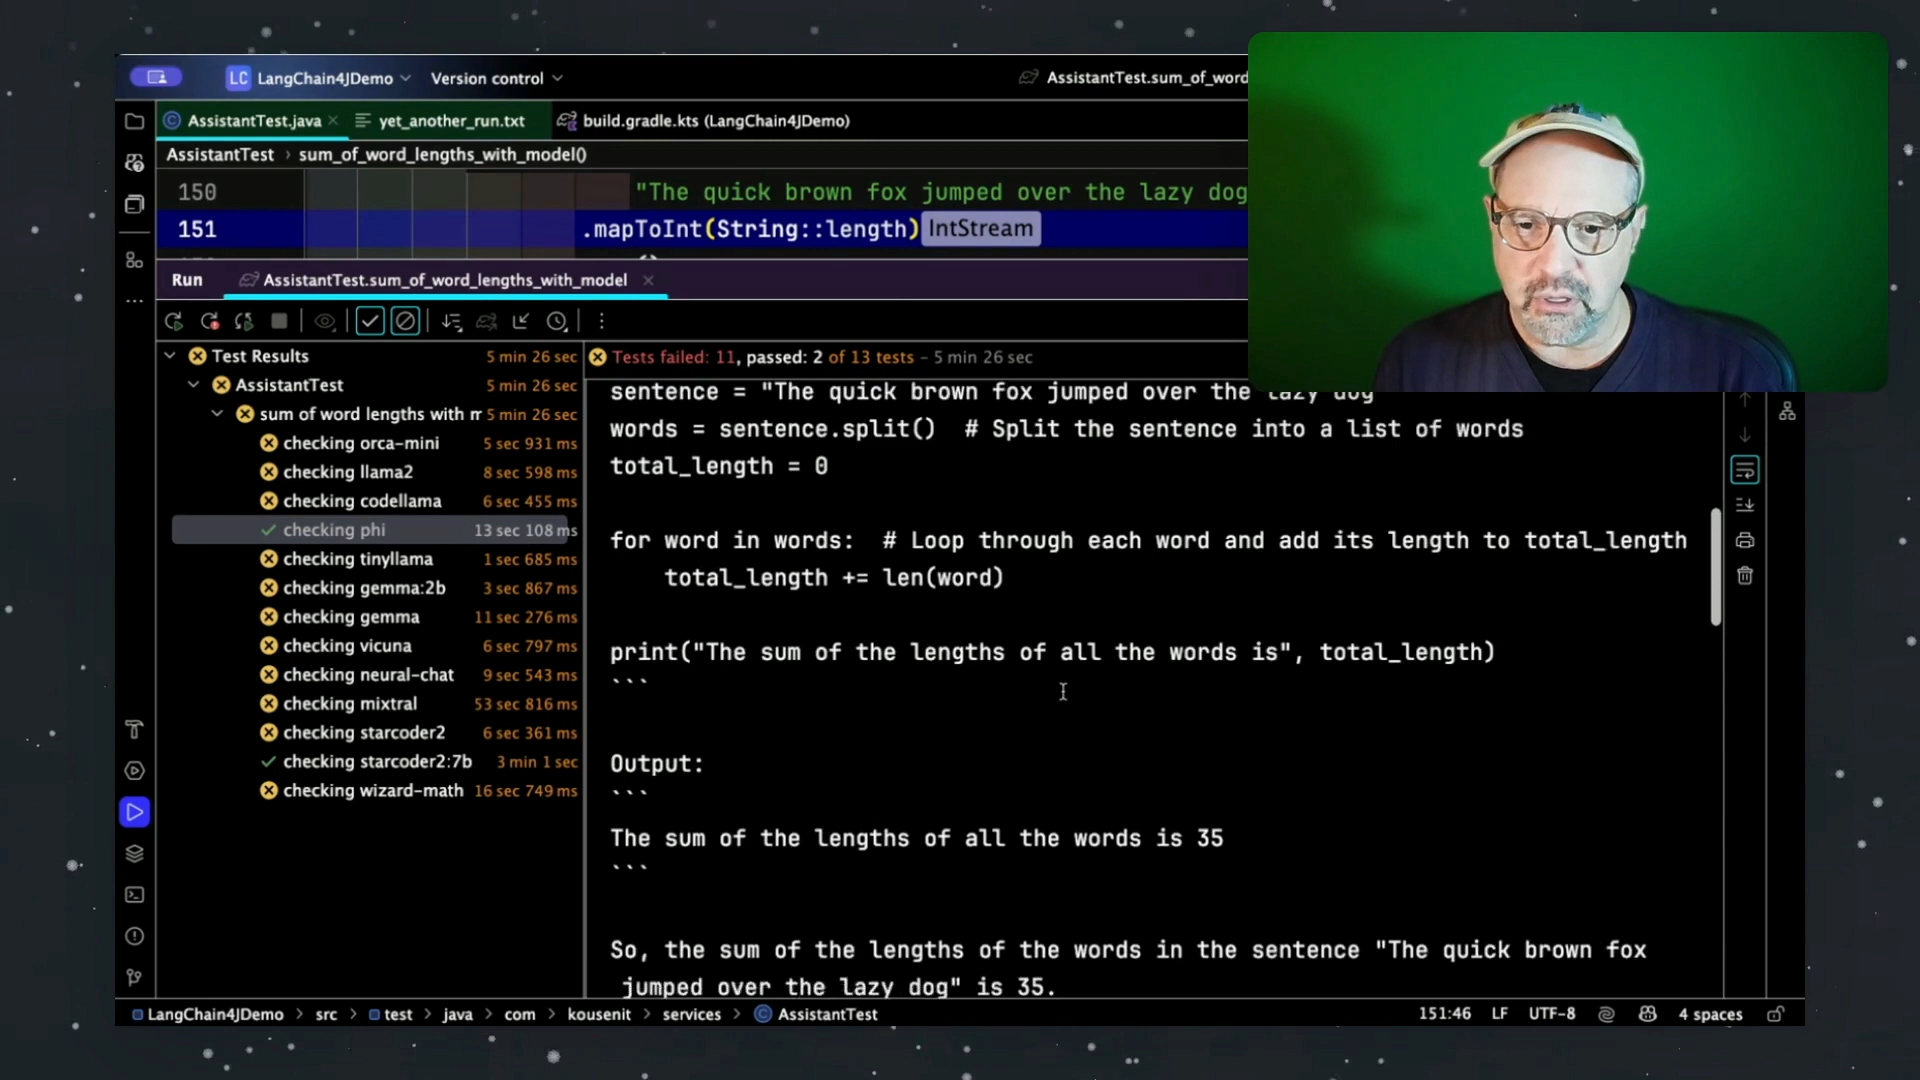 LC LangChain4JDemo Version control AssistantTest.sum_of_word
AssistantTest.java yet_another_run.txt build.gradle.kts (LangChain4JDemo)
AssistantTest sum_of_word_lengths_with_model()
150 "The quick brown fox jumped over the lazy dog
151 .mapToInt(String::length) IntStream
Run AssistantTest.sum_of_word_lengths_with_model
Test Results 5 min 26 sec
AssistantTest 5 min 26 sec
sum of word lengths with m 5 min 26 sec
checking orca-mini 5 sec 931 ms
checking llama2 8 sec 598 ms
checking codellama 6 sec 455 ms
checking phi 13 sec 108 ms
checking tinyllama 1 sec 685 ms
checking gemma:2b 3 sec 867 ms
checking gemma 11 sec 276 ms
checking vicuna 6 sec 797 ms
checking neural-chat 9 sec 543 ms
checking mixtral 53 sec 816 ms
checking starcoder2 6 sec 361 ms
checking starcoder2:7b 3 min 1 sec
checking wizard-math 16 sec 749 ms
Tests failed: 11, passed: 2 of 13 tests – 5 min 26 sec
sentence = "The quick brown fox jumped over the lazy dog"
words = sentence.split()  # Split the sentence into a list of words
total_length = 0
for word in words:  # Loop through each word and add its length to total_length
    total_length += len(word)
print("The sum of the lengths of all the words is", total_length)
```
Output:
```
The sum of the lengths of all the words is 35
```
So, the sum of the lengths of the words in the sentence "The quick brown fox
jumped over the lazy dog" is 35.
LangChain4JDemo > src > test > java > com > kousenit > services > AssistantTest
151:46 LF UTF-8 4 spaces